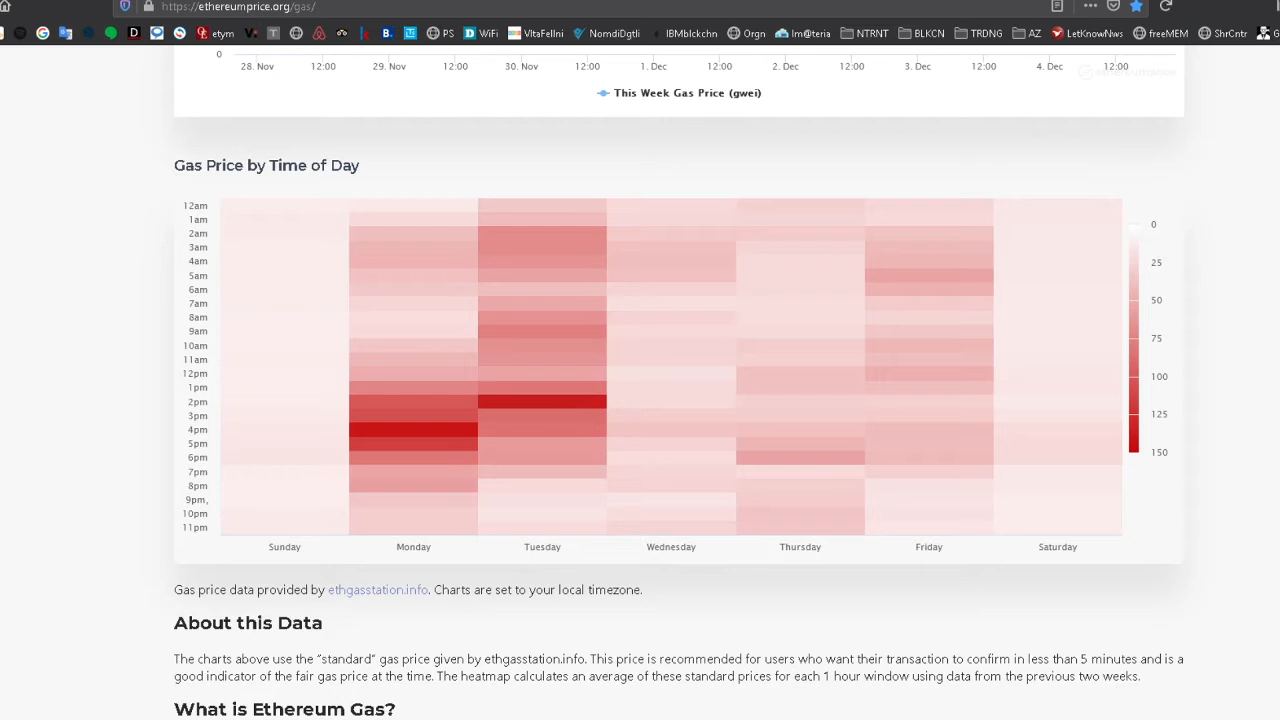 https://ethereumprice.org/gas/
etym
PS
WiFi
VItaFelIni
NomdiDgtli
IBMblckchn
Orgn
Im@teria
NTRNT
BLKCN
TRDNG
AZ
LetKnowNws
freeMEM
ShrCntr
0
28. Nov 12:00 29. Nov 12:00 30. Nov 12:00 1. Dec 12:00 2. Dec 12:00 3. Dec 12:00 4. Dec 12:00
This Week Gas Price (gwei)
Gas Price by Time of Day
12am
1am
2am
3am
4am
5am
6am
7am
8am
9am
10am
11am
12pm
1pm
2pm
3pm
4pm
5pm
6pm
7pm
8pm
9pm,
10pm
11pm
0
25
50
75
100
125
150
Sunday Monday Tuesday Wednesday Thursday Friday Saturday
Gas price data provided by ethgasstation.info. Charts are set to your local timezone.
About this Data
The charts above use the "standard" gas price given by ethgasstation.info. This price is recommended for users who want their transaction to confirm in less than 5 minutes and is a
good indicator of the fair gas price at the time. The heatmap calculates an average of these standard prices for each 1 hour window using data from the previous two weeks.
What is Ethereum Gas?